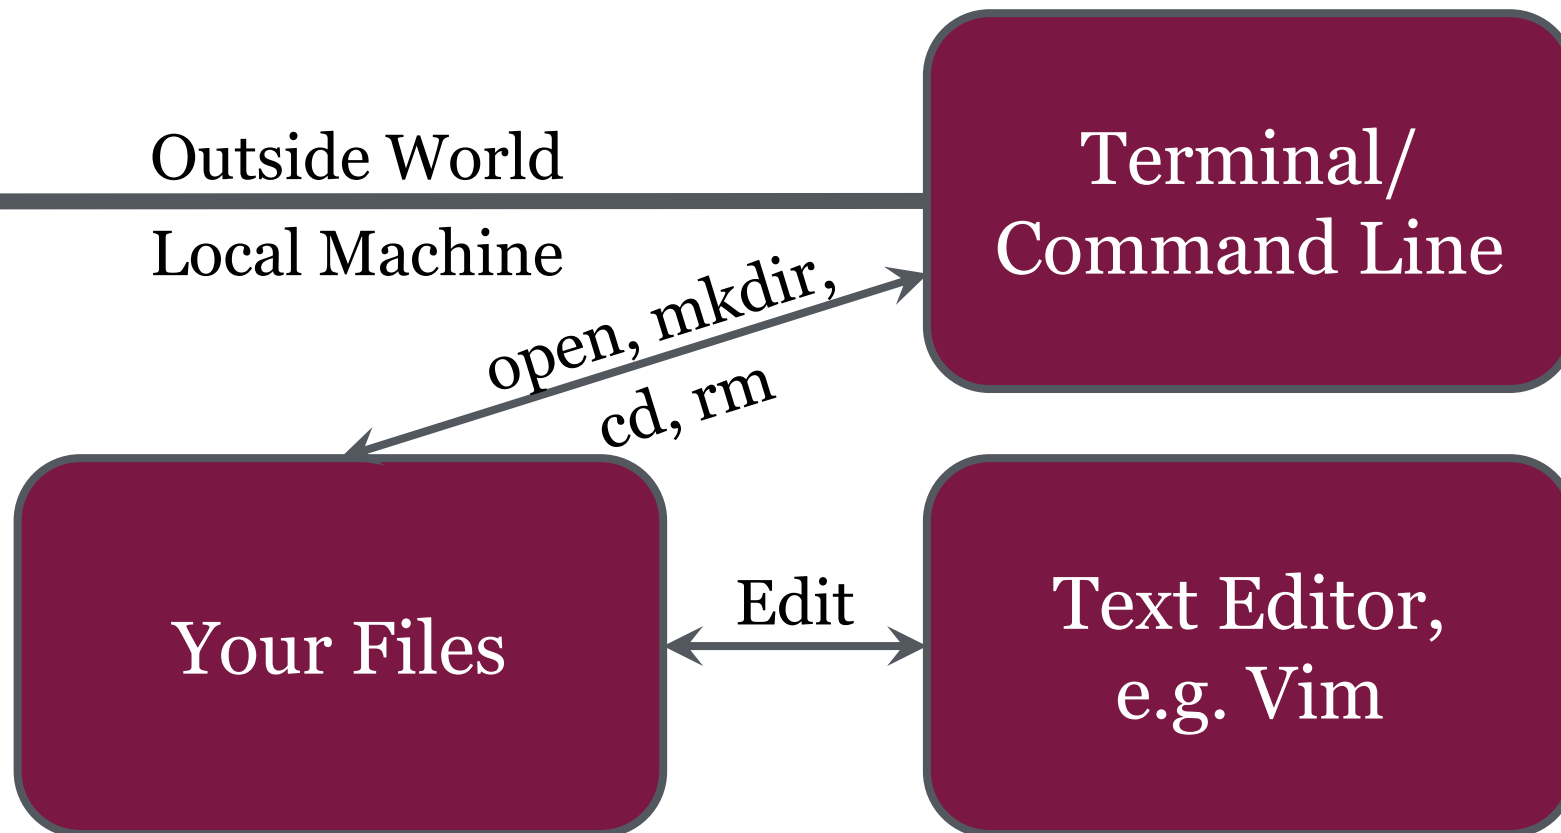 Outside World
Local Machine
Terminal/
Command Line
open, mkdir,
cd, rm
Your Files
Edit
Text Editor,
e.g. Vim